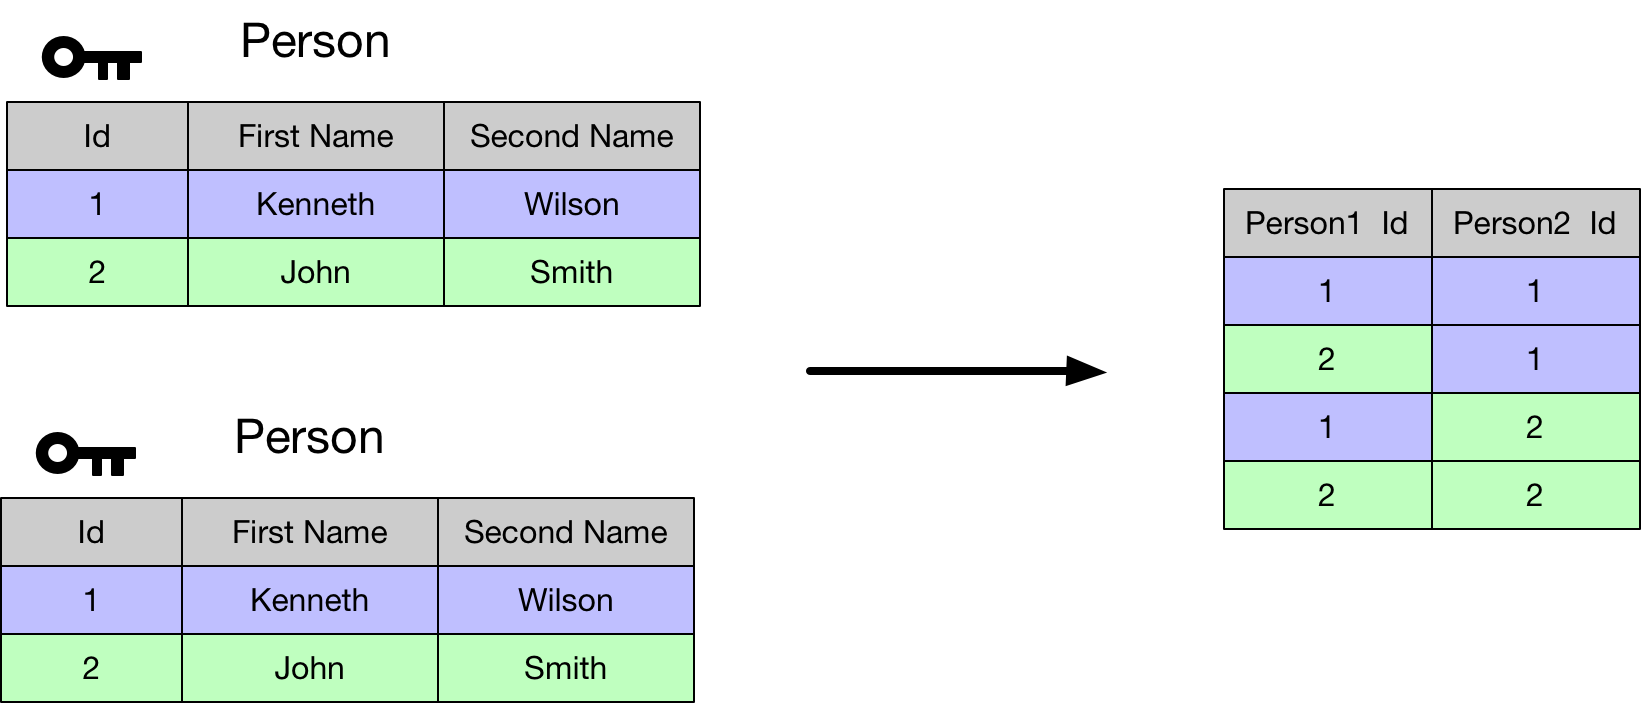 Person
Id First Name Second Name
1 Kenneth Wilson
2 John Smith
Person
Id First Name Second Name
1 Kenneth Wilson
2 John Smith
Person1 Id Person2 Id
1 1
2 1
1 2
2 2